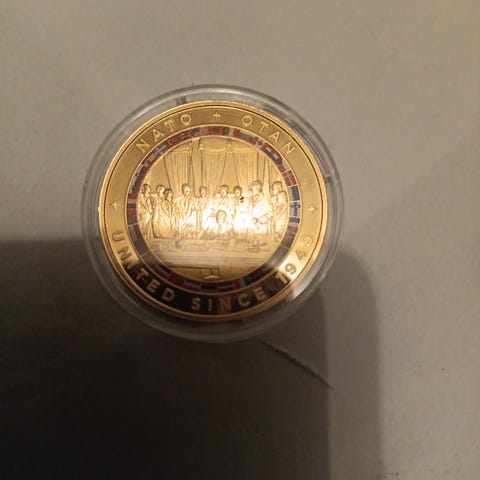 NATO + OTAN
+ UNITED SINCE 1949 +